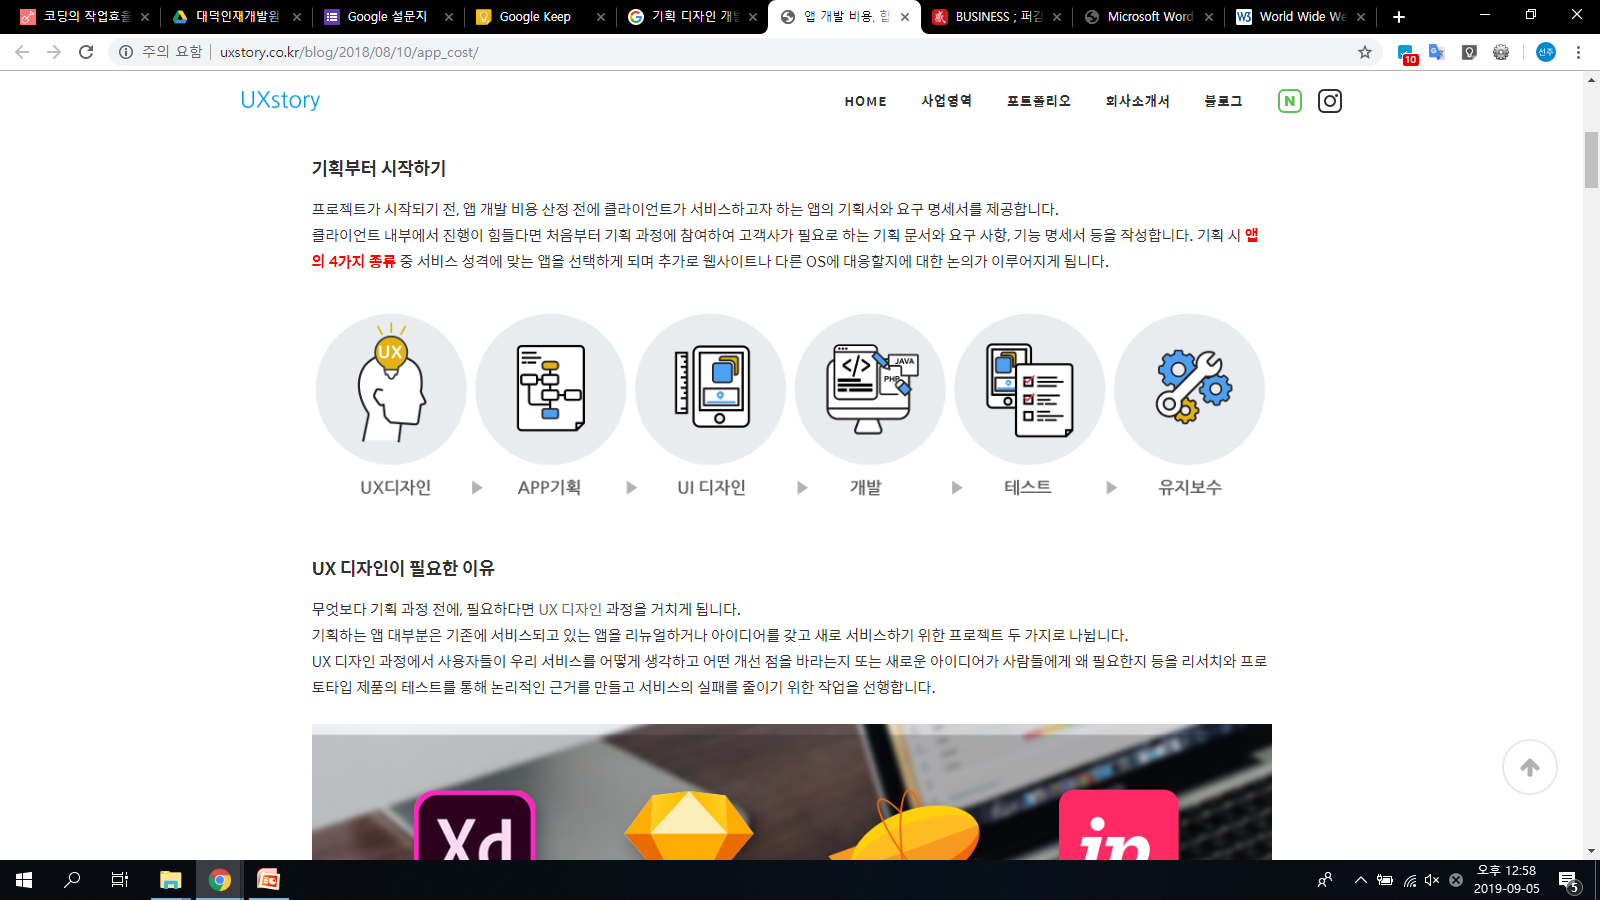 코딩의 작업효율
대덕인재개발원
Google 설문지
Google Keep
기획 디자인 개발
앱 개발 비용, 합
BUSINESS ; 퍼감
Microsoft Word
World Wide We
주의 요함
uxstory.co.kr/blog/2018/08/10/app_cost/
10
선주
UXstory
HOME
사업영역
포트폴리오
회사소개서
블로그
N
기획부터 시작하기
프로젝트가 시작되기 전, 앱 개발 비용 산정 전에 클라이언트가 서비스하고자 하는 앱의 기획서와 요구 명세서를 제공합니다.
클라이언트 내부에서 진행이 힘들다면 처음부터 기획 과정에 참여하여 고객사가 필요로 하는 기획 문서와 요구 사항, 기능 명세서 등을 작성합니다. 기획 시 앱
의 4가지 종류 중 서비스 성격에 맞는 앱을 선택하게 되며 추가로 웹사이트나 다른 OS에 대응할지에 대한 논의가 이루어지게 됩니다.
UX
</>
JAVA
PHP
UX디자인
APP기획
UI 디자인
개발
테스트
유지보수
UX 디자인이 필요한 이유
무엇보다 기획 과정 전에, 필요하다면 UX 디자인 과정을 거치게 됩니다.
기획하는 앱 대부분은 기존에 서비스되고 있는 앱을 리뉴얼하거나 아이디어를 갖고 새로 서비스하기 위한 프로젝트 두 가지로 나뉩니다.
UX 디자인 과정에서 사용자들이 우리 서비스를 어떻게 생각하고 어떤 개선 점을 바라는지 또는 새로운 아이디어가 사람들에게 왜 필요한지 등을 리서치와 프로
토타입 제품의 테스트를 통해 논리적인 근거를 만들고 서비스의 실패를 줄이기 위한 작업을 선행합니다.
Xd
in
오후 12:58
2019-09-05
5